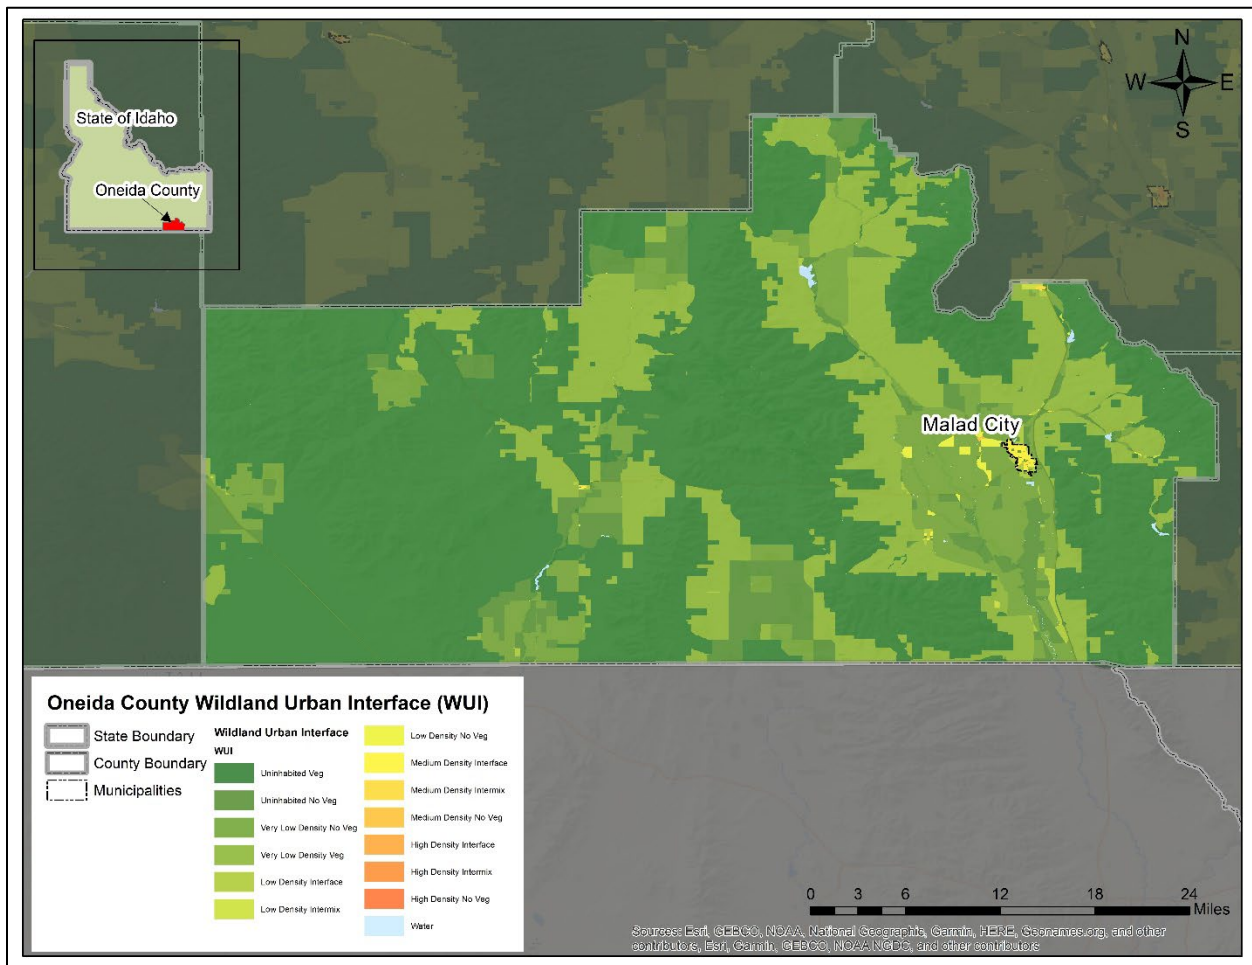 N
W E
S
State of Idaho
Oneida County
Malad City
Oneida County Wildland Urban Interface (WUI)
State Boundary
County Boundary
Municipalities
Wildland Urban Interface
WUI
Uninhabited Veg
Uninhabited No Veg
Very Low Density No Veg
Very Low Density Veg
Low Density Interface
Low Density Intermix
Low Density No Veg
Medium Density Interface
Medium Density Intermix
Medium Density No Veg
High Density Interface
High Density Intermix
High Density No Veg
Water
0 3 6 12 18 24
Miles
Sources: Esri, GEBCO, NOAA, National Geographic, Garmin, HERE, Geonames.org, and other
contributors, Esri, Garmin, GEBCO, NOAA NGDC, and other contributors